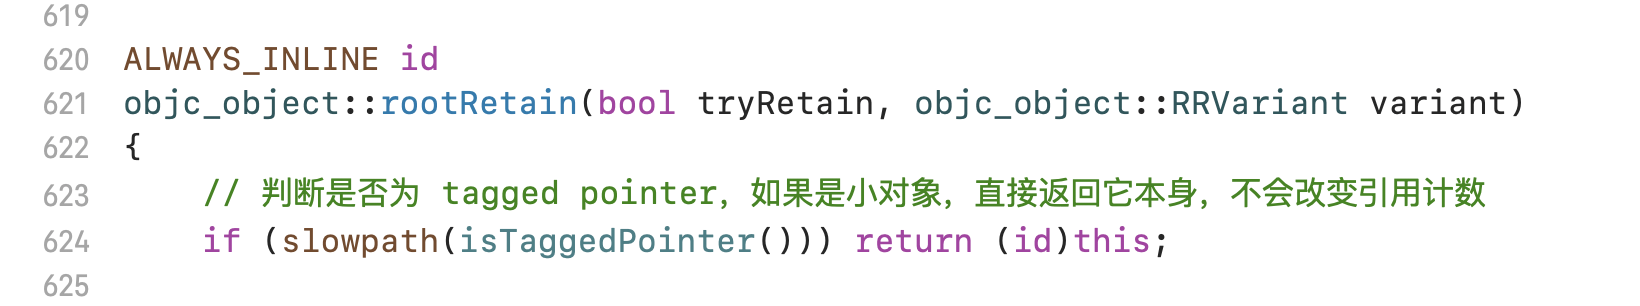 619
620 ALWAYS_INLINE id
621 objc_object::rootRetain(bool tryRetain, objc_object::RRVariant variant)
622 {
623 // 判断是否为 tagged pointer，如果是小对象，直接返回它本身，不会改变引用计数
624 if (slowpath(isTaggedPointer())) return (id)this;
625